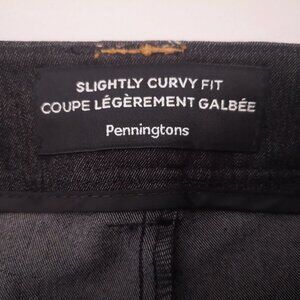 SLIGHTLY CURVY FIT
COUPE LÉGÈREMENT GALBÉE
Penningtons